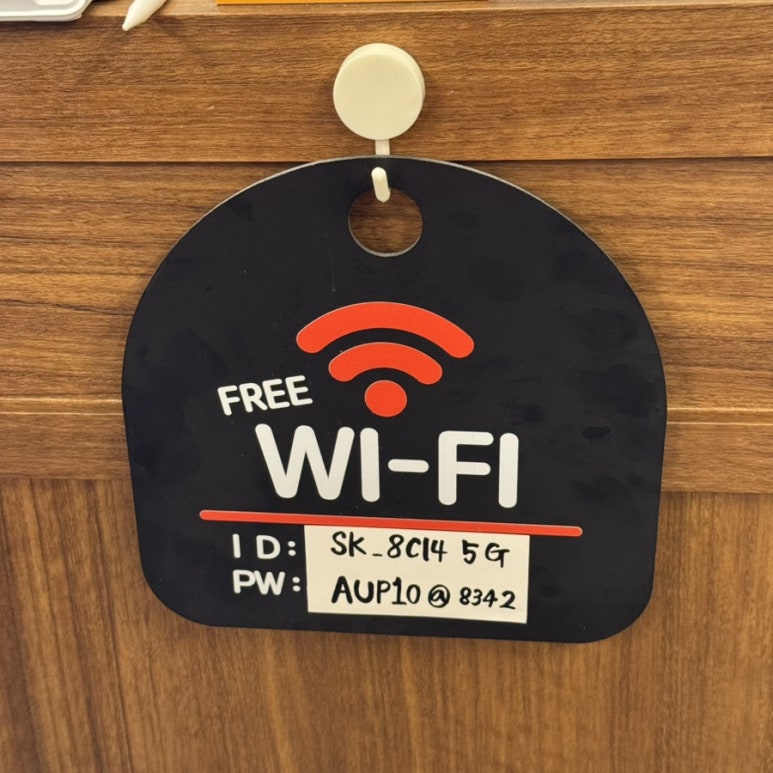 FREE
WI-FI
ID: SK_8C14 5G
PW: AUP10@8342